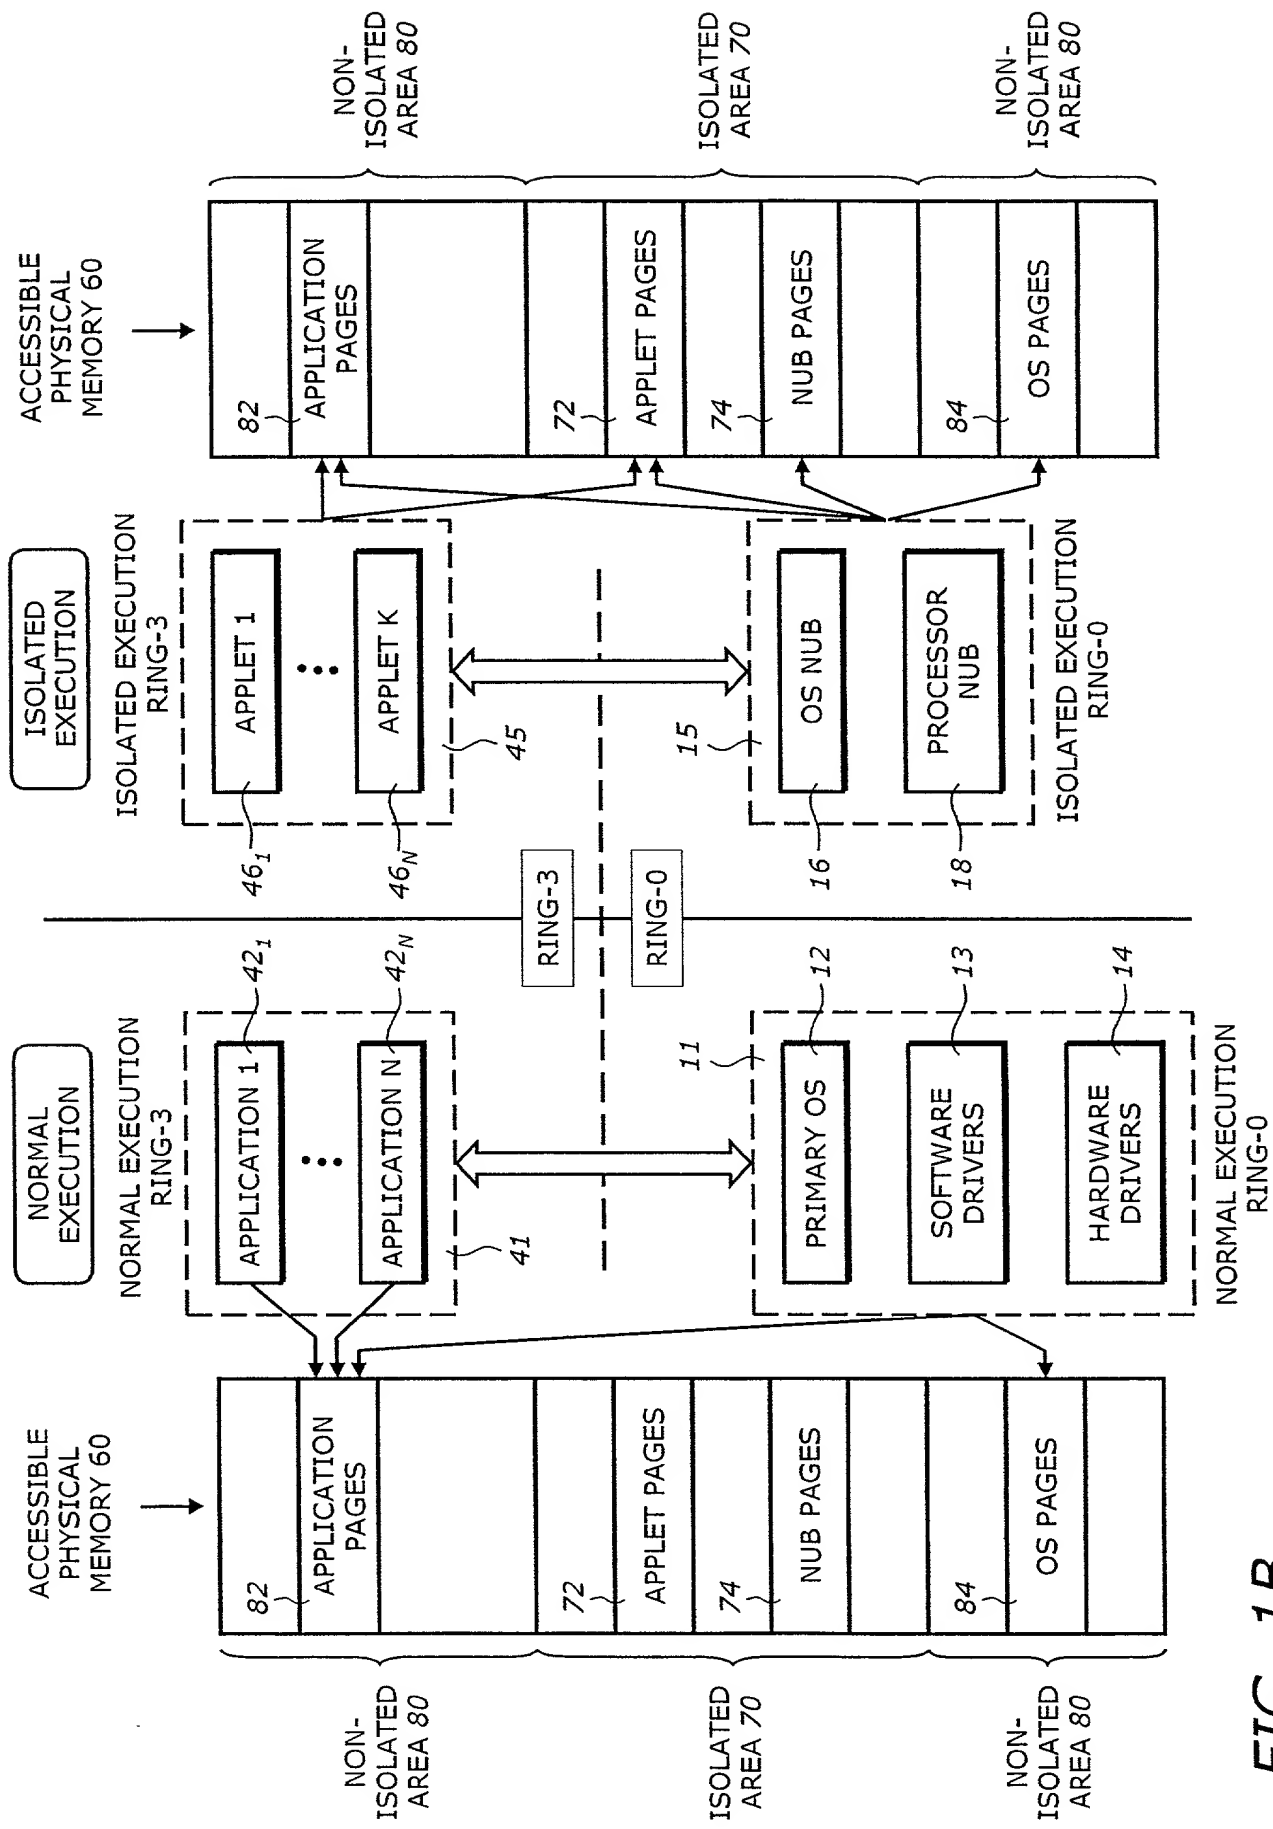 ACCESSIBLE
PHYSICAL
MEMORY 60
NON-
ISOLATED
AREA 80
ISOLATED
AREA 70
NON-
ISOLATED
AREA 80
82
APPLICATION
PAGES
72
APPLET PAGES
74
NUB PAGES
84
OS PAGES
NORMAL
EXECUTION
NORMAL EXECUTION
RING-3
APPLICATION 1
42₁
APPLICATION N
42N
41
11
PRIMARY OS
12
SOFTWARE
DRIVERS
13
HARDWARE
DRIVERS
14
NORMAL EXECUTION
RING-0
RING-3
RING-0
ISOLATED
EXECUTION
ISOLATED EXECUTION
RING-3
46₁
APPLET 1
46N
APPLET K
45
15
16
OS NUB
18
PROCESSOR
NUB
ISOLATED EXECUTION
RING-0
ACCESSIBLE
PHYSICAL
MEMORY 60
82
APPLICATION
PAGES
72
APPLET PAGES
74
NUB PAGES
84
OS PAGES
NON-
ISOLATED
AREA 80
ISOLATED
AREA 70
NON-
ISOLATED
AREA 80
FIG. 1B